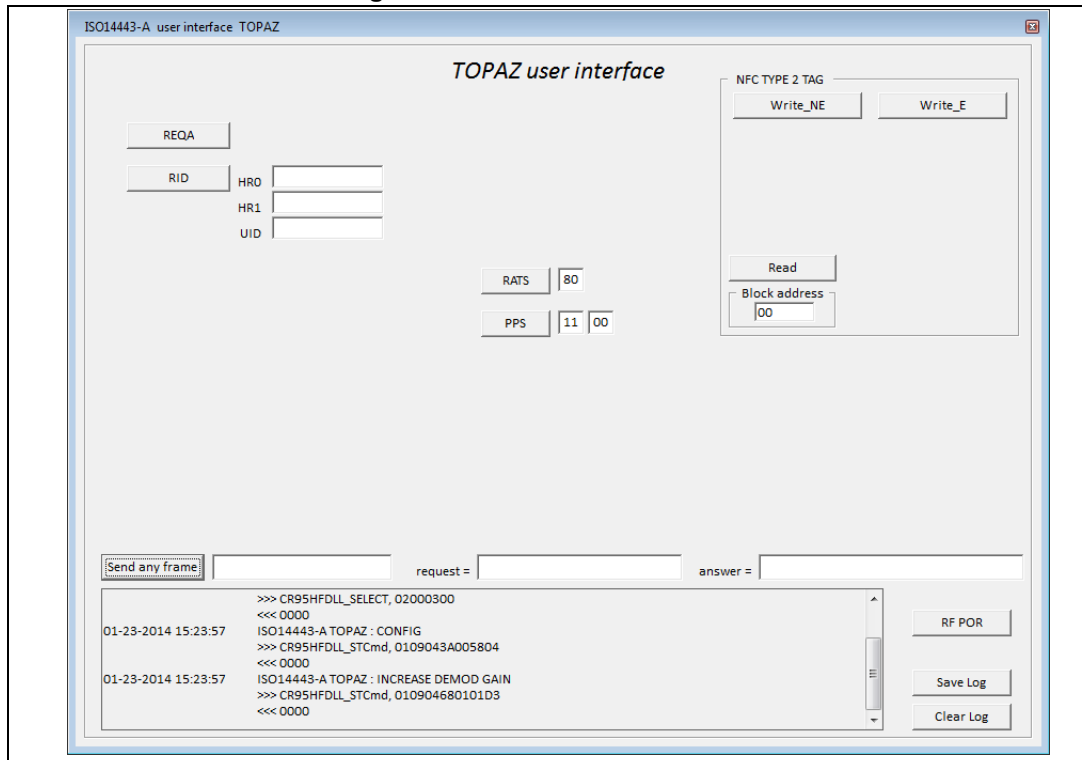 ISO14443-A user interface TOPAZ
TOPAZ user interface
NFC TYPE 2 TAG
Write_NE Write_E
REQA
RID HR0
HR1
UID
Read
RATS 80
Block address
00
PPS 11 00
Send any frame request = answer =
>>> CR95HFDLL_SELECT, 02000300
<<< 0000
01-23-2014 15:23:57 ISO14443-A TOPAZ : CONFIG
>>> CR95HFDLL_STCmd, 0109043A005804
<<< 0000
01-23-2014 15:23:57 ISO14443-A TOPAZ : INCREASE DEMOD GAIN
>>> CR95HFDLL_STCmd, 010904680101D3
<<< 0000
RF POR
Save Log
Clear Log